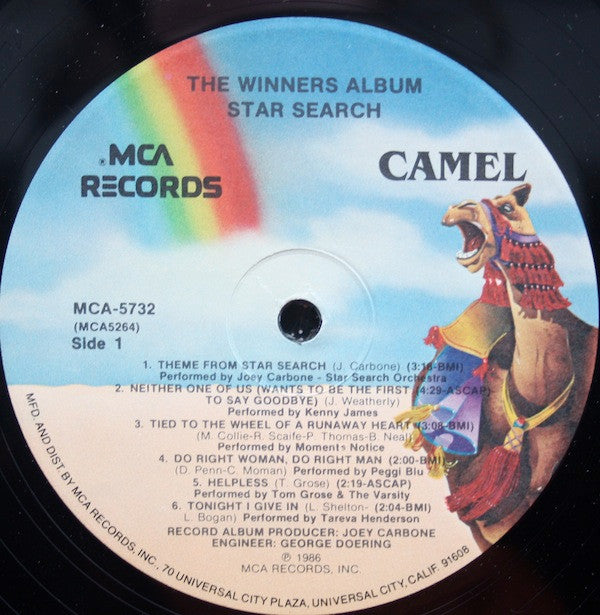 THE WINNERS ALBUM
STAR SEARCH
®MCA
RECORDS
CAMEL
MCA-5732
(MCA5264)
Side 1
1. THEME FROM STAR SEARCH (J. Carbone) (3:18-BMI)
Performed by Joey Carbone - Star Search Orchestra
2. NEITHER ONE OF US (WANTS TO BE THE FIRST (4:29-ASCAP)
TO SAY GOODBYE) (J. Weatherly)
Performed by Kenny James
3. TIED TO THE WHEEL OF A RUNAWAY HEART (3:08-BMI)
(M. Collie-R. Scaife-P. Thomas-B. Neal)
Performed by Moments Notice
4. DO RIGHT WOMAN, DO RIGHT MAN (2:00-BMI)
(D. Penn-C. Moman) Performed by Peggi Blu
5. HELPLESS (T. Grose) (2:19-ASCAP)
Performed by Tom Grose & The Varsity
6. TONIGHT I GIVE IN (L. Shelton- (2:04-BMI)
L. Bogan) Performed by Tareva Henderson
RECORD ALBUM PRODUCER: JOEY CARBONE
ENGINEER: GEORGE DOERING
℗ 1986
MCA RECORDS, INC.
MFD. AND DIST. BY MCA RECORDS, INC., 70 UNIVERSAL CITY PLAZA, UNIVERSAL CITY, CALIF. 91608